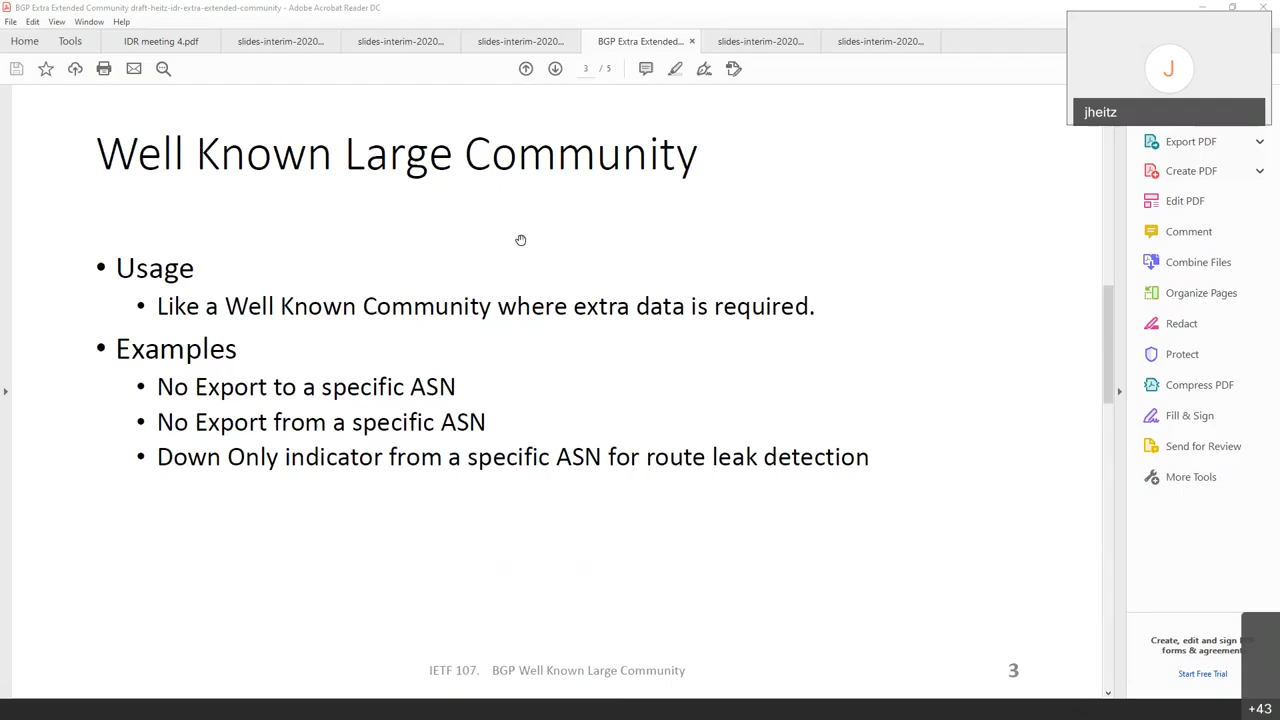 BGP Extra Extended Community draft-heitz-idr-extra-extended-community - Adobe Acrobat Reader DC
File Edit View Window Help
Home Tools IDR meeting 4.pdf slides-interim-2020... slides-interim-2020... slides-interim-2020... BGP Extra Extended... × slides-interim-2020... slides-interim-2020...
3 / 5
J
jheitz
Well Known Large Community
• Usage
• Like a Well Known Community where extra data is required.
• Examples
• No Export to a specific ASN
• No Export from a specific ASN
• Down Only indicator from a specific ASN for route leak detection
IETF 107. BGP Well Known Large Community
3
Export PDF
Create PDF
Edit PDF
Comment
Combine Files
Organize Pages
Redact
Protect
Compress PDF
Fill & Sign
Send for Review
More Tools
Create, edit and sign
forms & agreements
Start Free Trial
+43